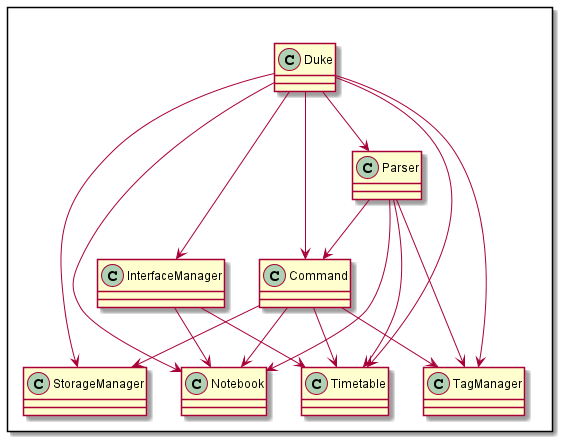 C Duke
C Parser
C InterfaceManager
C Command
C StorageManager
C Notebook
C Timetable
C TagManager